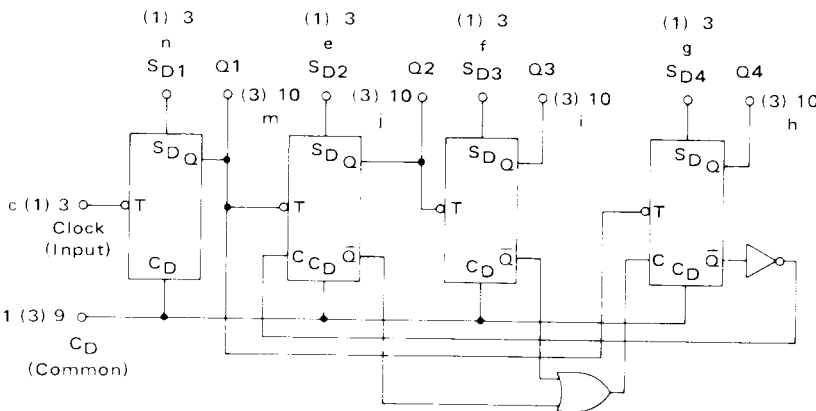 (1) 3 (1) 3 (1) 3 (1) 3
n e f g
SD1 Q1 SD2 Q2 SD3 Q3 SD4 Q4
(3) 10 (3) 10 (3) 10 (3) 10
m j i h
SD Q SD Q SD Q SD Q
c (1) 3 T T T T
Clock
(Input)
CD C CD Q̄ CD Q̄ C CD Q̄
1 (3) 9
CD
(Common)